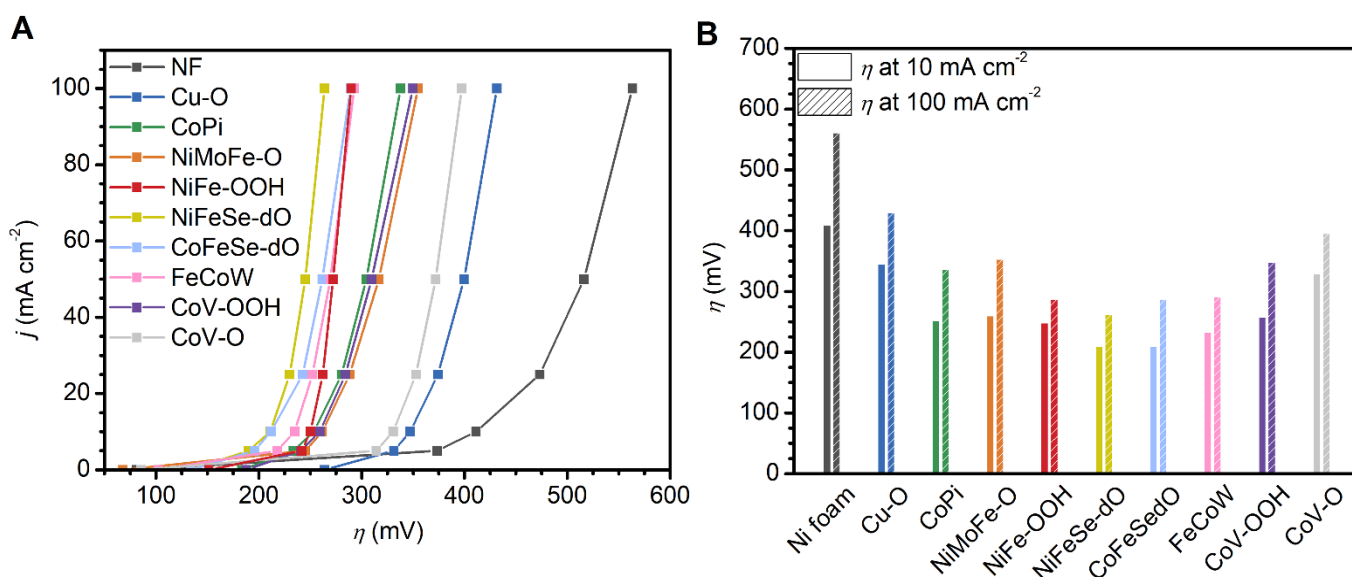 A
j (mA cm⁻²)
100
80
60
40
20
0
NF
Cu-O
CoPi
NiMoFe-O
NiFe-OOH
NiFeSe-dO
CoFeSe-dO
FeCoW
CoV-OOH
CoV-O
100 200 300 400 500 600
η (mV)
B
η (mV)
700
600
500
400
300
200
100
0
η at 10 mA cm⁻²
η at 100 mA cm⁻²
Ni foam
Cu-O
CoPi
NiMoFe-O
NiFe-OOH
NiFeSe-dO
CoFeSedO
FeCoW
CoV-OOH
CoV-O